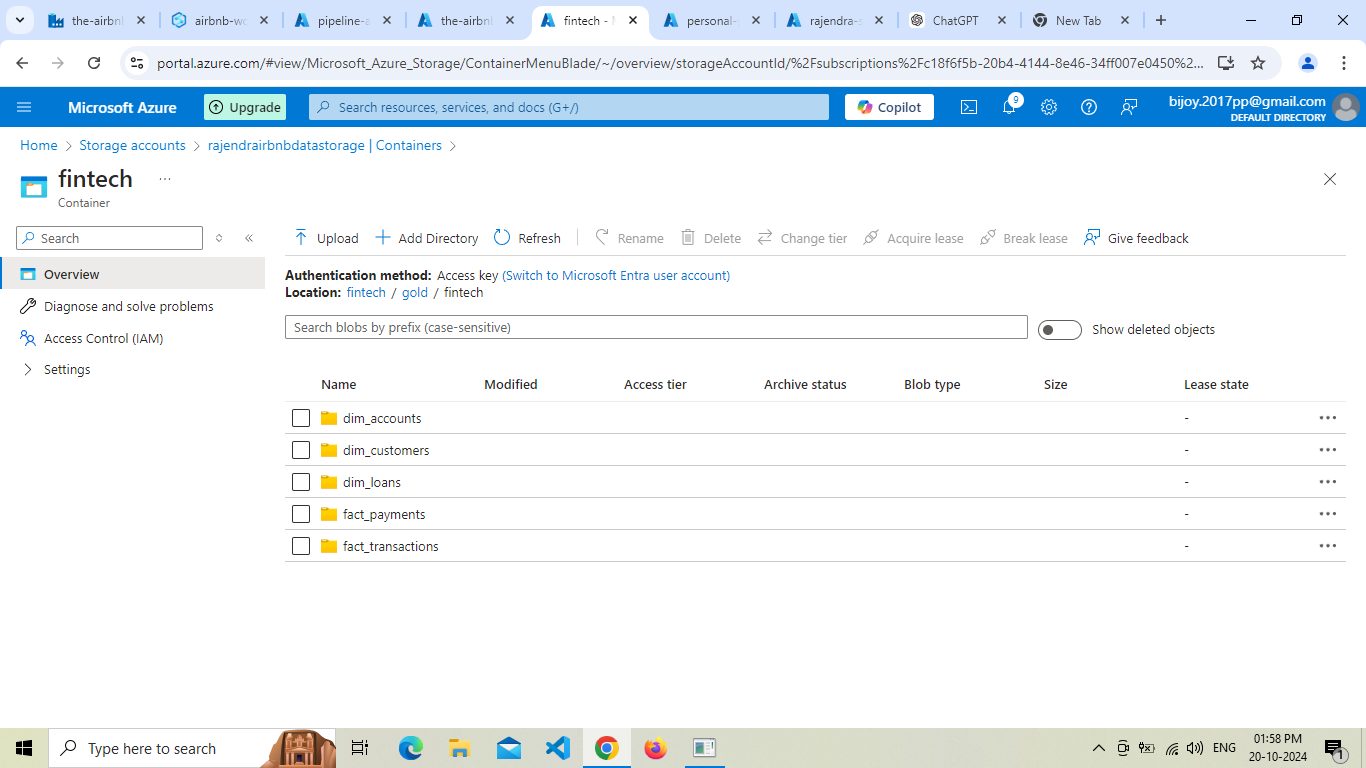 the-airbnl
airbnb-wo
pipeline-a
the-airbnl
fintech - M
personal-
rajendra-s
ChatGPT
New Tab
portal.azure.com/#view/Microsoft_Azure_Storage/ContainerMenuBlade/~/overview/storageAccountId/%2Fsubscriptions%2Fc18f6f5b-20b4-4144-8e46-34ff007e0450%2...
Microsoft Azure
Upgrade
Search resources, services, and docs (G+/)
Copilot
9
bijoy.2017pp@gmail.com
DEFAULT DIRECTORY
Home > Storage accounts > rajendrairbnbdatastorage | Containers >
fintech ...
Container
Search
Upload
Add Directory
Refresh
Rename
Delete
Change tier
Acquire lease
Break lease
Give feedback
Overview
Diagnose and solve problems
Access Control (IAM)
Settings
Authentication method: Access key (Switch to Microsoft Entra user account)
Location: fintech / gold / fintech
Search blobs by prefix (case-sensitive)
Show deleted objects
Name Modified Access tier Archive status Blob type Size Lease state
dim_accounts -
dim_customers -
dim_loans -
fact_payments -
fact_transactions -
Type here to search
ENG
01:58 PM
20-10-2024
1